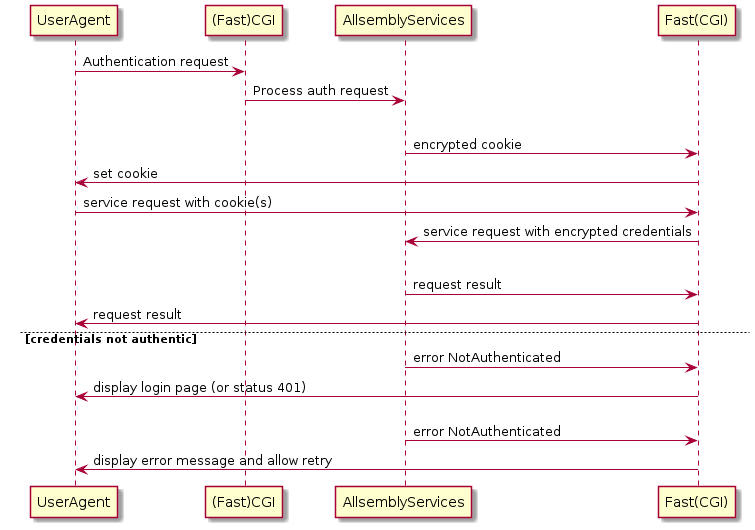 UserAgent (Fast)CGI AllsemblyServices Fast(CGI)
Authentication request
Process auth request
encrypted cookie
set cookie
service request with cookie(s)
service request with encrypted credentials
request result
request result
[credentials not authentic]
error NotAuthenticated
display login page (or status 401)
error NotAuthenticated
display error message and allow retry
UserAgent (Fast)CGI AllsemblyServices Fast(CGI)